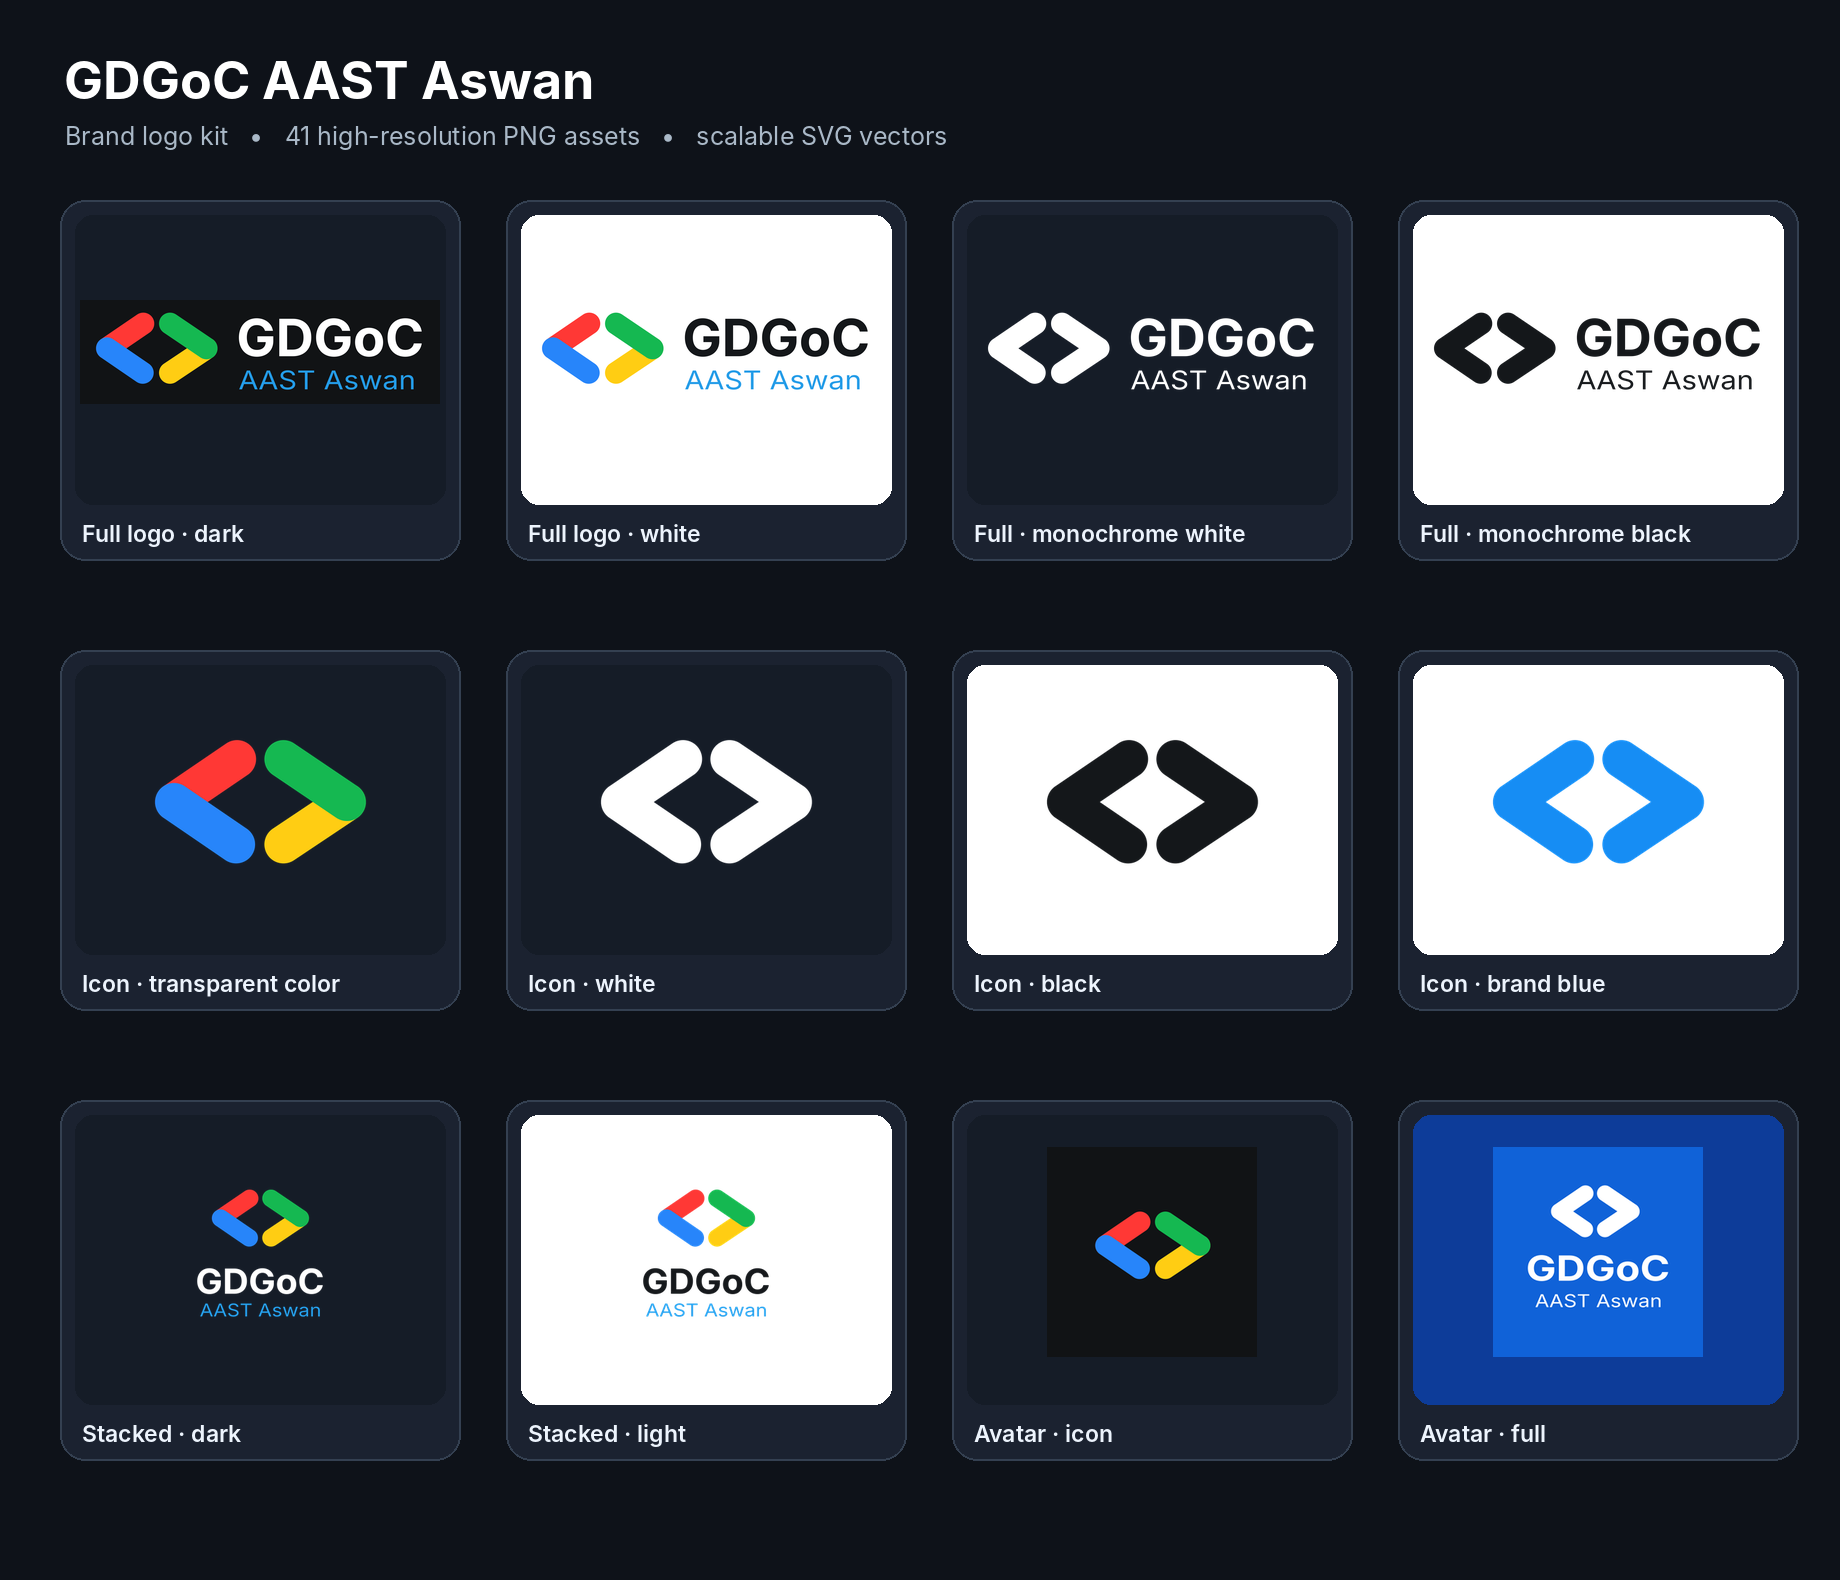 GDGoC AAST Aswan
Brand logo kit • 41 high-resolution PNG assets • scalable SVG vectors
GDGoC
AAST Aswan
Full logo · dark
GDGoC
AAST Aswan
Full logo · white
GDGoC
AAST Aswan
Full · monochrome white
GDGoC
AAST Aswan
Full · monochrome black
Icon · transparent color
Icon · white
Icon · black
Icon · brand blue
GDGoC
AAST Aswan
Stacked · dark
GDGoC
AAST Aswan
Stacked · light
Avatar · icon
GDGoC
AAST Aswan
Avatar · full